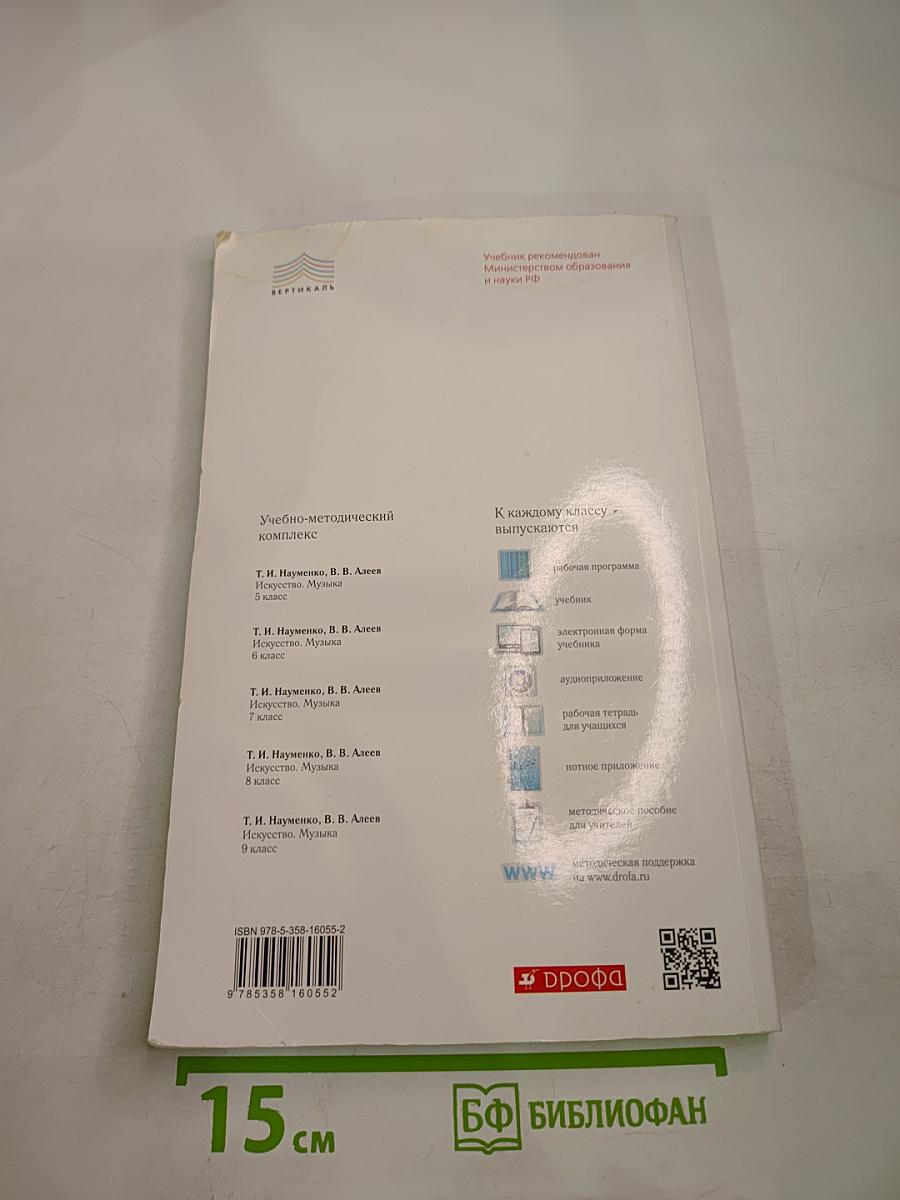 ВЕРТИКАЛЬ
Учебник рекомендован
Министерством образования
и науки РФ
Учебно-методический
комплекс
Т. И. Науменко, В. В. Алеев
Искусство. Музыка
5 класс
Т. И. Науменко, В. В. Алеев
Искусство. Музыка
6 класс
Т. И. Науменко, В. В. Алеев
Искусство. Музыка
7 класс
Т. И. Науменко, В. В. Алеев
Искусство. Музыка
8 класс
Т. И. Науменко, В. В. Алеев
Искусство. Музыка
9 класс
К каждому классу
выпускаются
рабочая программа
учебник
электронная форма
учебника
аудиоприложение
рабочая тетрадь
для учащихся
нотное приложение
методическое пособие
для учителей
www
методическая поддержка
на www.drofa.ru
ISBN 978-5-358-16055-2
9 785358 160552
дрофа
15 см
БФ БИБЛИОФАН